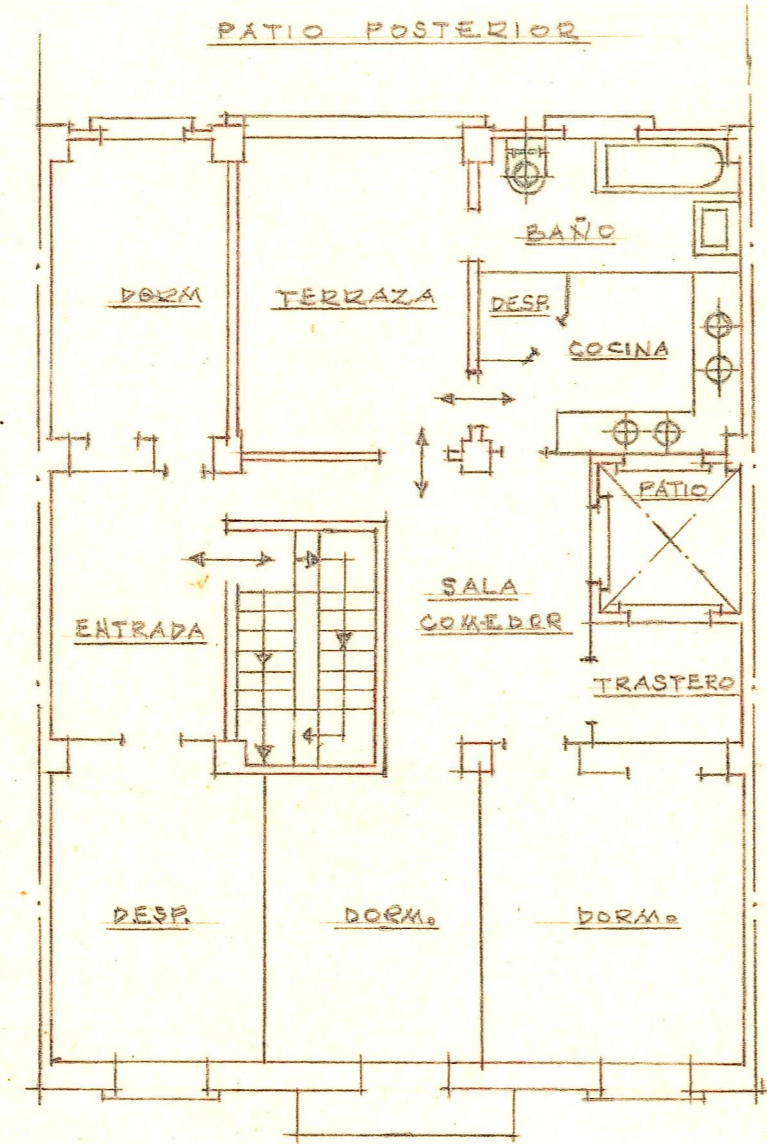 PATIO POSTERIOR
BAÑO
DORM
TERRAZA
DESP.
COCINA
PATIO
SALA
COMEDOR
ENTRADA
TRASTERO
DESP.
DORM.
DORM.